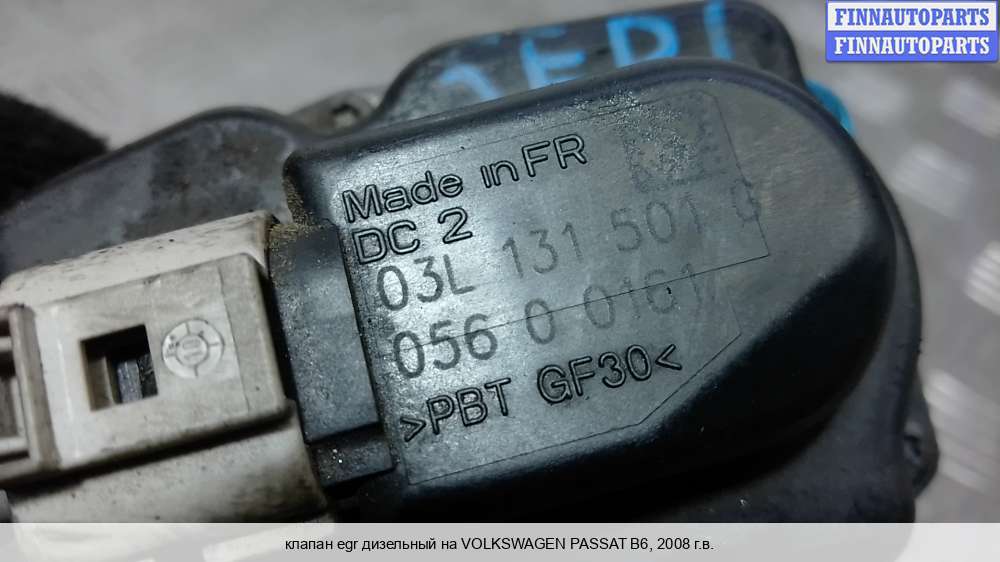 FINNAUTOPARTS
FINNAUTOPARTS
Made in FR
DC 2
03L 131 501 G
056 0 0161
>PBT GF30<
клапан egr дизельный на VOLKSWAGEN PASSAT B6, 2008 г.в.